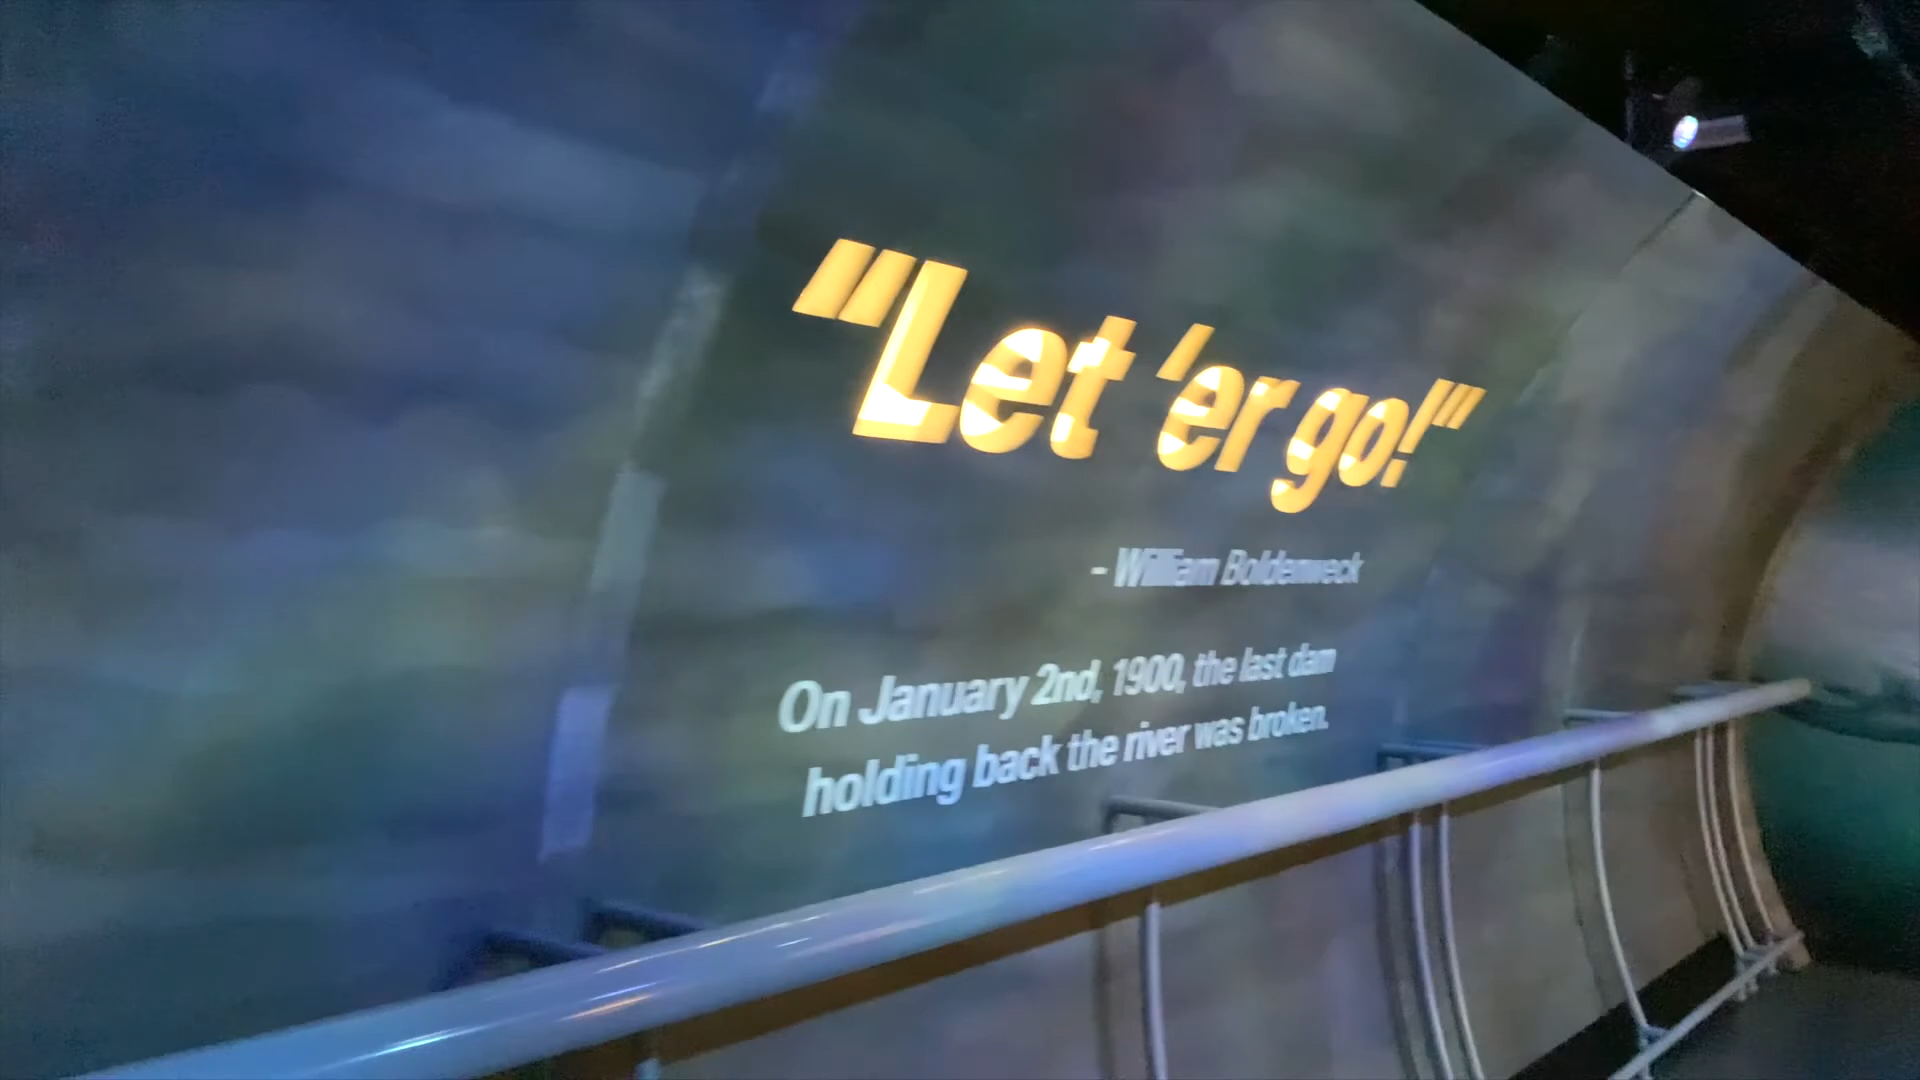 “Let ’er go!”
- William Boldenweck
On January 2nd, 1900, the last dam
holding back the river was broken.